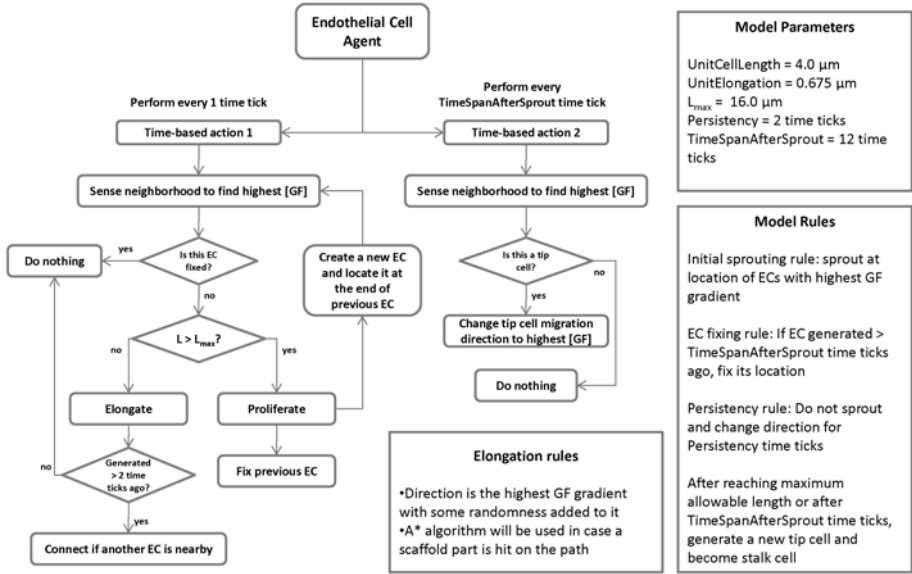 Endothelial Cell
Agent
Perform every 1 time tick
Perform every
TimeSpanAfterSprout time tick
Time-based action 1
Time-based action 2
Sense neighborhood to find highest [GF]
Sense neighborhood to find highest [GF]
Do nothing
yes
Is this EC
fixed?
no
Create a new EC
and locate it at
the end of
previous EC
Is this a tip
cell?
no
yes
Change tip cell migration
direction to highest [GF]
Do nothing
L > Lmax?
no
yes
Elongate
Proliferate
Fix previous EC
no
Generated
> 2 time
ticks ago?
yes
Connect if another EC is nearby
Elongation rules
•Direction is the highest GF gradient
with some randomness added to it
•A* algorithm will be used in case a
scaffold part is hit on the path
Model Parameters
UnitCellLength = 4.0 µm
UnitElongation = 0.675 µm
Lmax = 16.0 µm
Persistency = 2 time ticks
TimeSpanAfterSprout = 12 time
ticks
Model Rules
Initial sprouting rule: sprout at
location of ECs with highest GF
gradient
EC fixing rule: If EC generated >
TimeSpanAfterSprout time ticks
ago, fix its location
Persistency rule: Do not sprout
and change direction for
Persistency time ticks
After reaching maximum
allowable length or after
TimeSpanAfterSprout time ticks,
generate a new tip cell and
become stalk cell